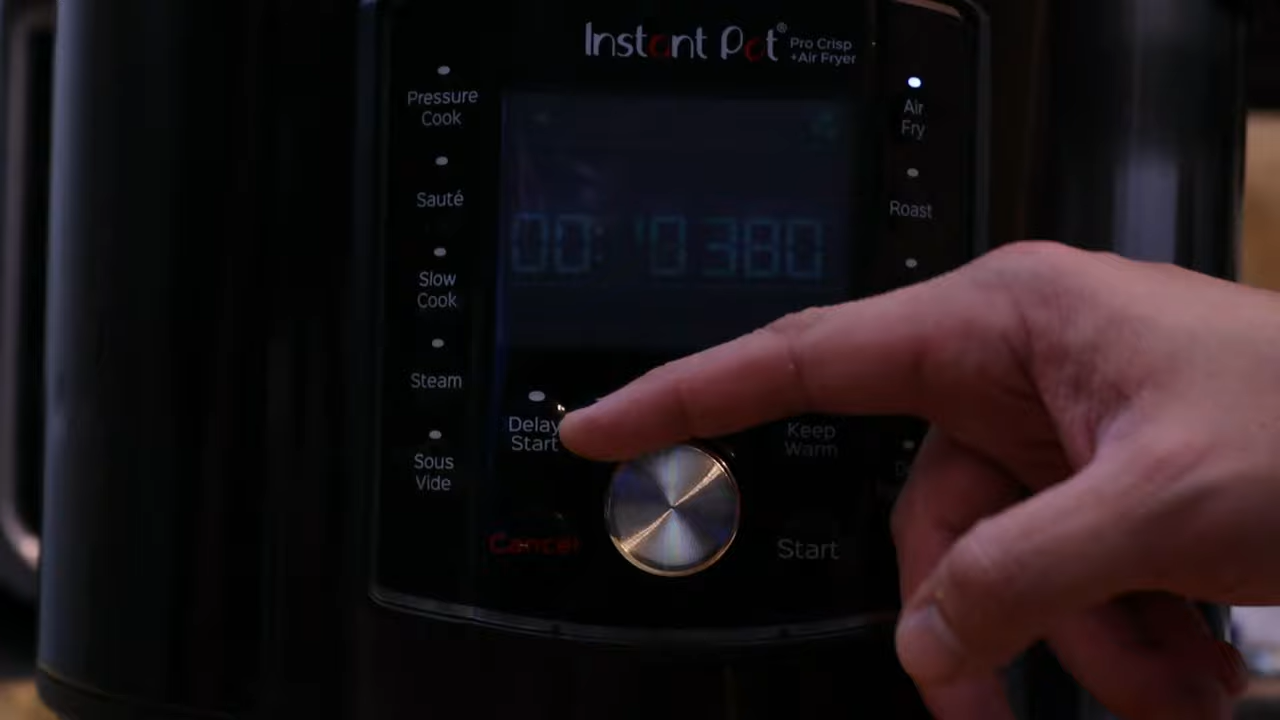 Instant Pot® Pro Crisp
+Air Fryer
Pressure
Cook
Sauté
Slow
Cook
Steam
Sous
Vide
00: 380
Air
Fry
Roast
Delay
Start
Keep
Warm
Cancel
Start